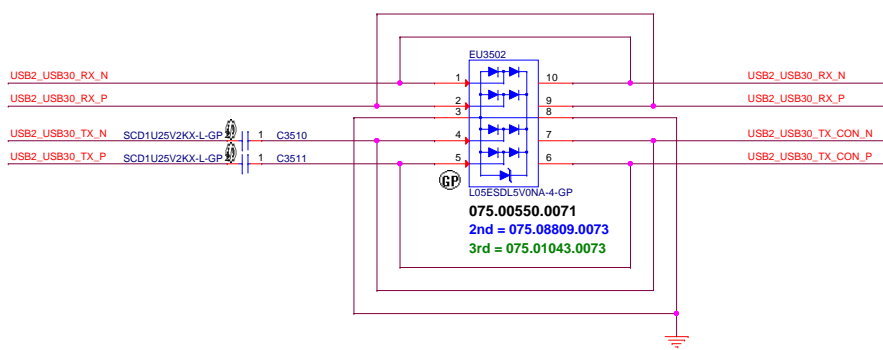 EU3502
USB2_USB30_RX_N
1
10
USB2_USB30_RX_N
USB2_USB30_RX_P
2
9
USB2_USB30_RX_P
3
8
USB2_USB30_TX_N
SCD1U25V2KX-L-GP
1
C3510
4
7
USB2_USB30_TX_CON_N
USB2_USB30_TX_P
SCD1U25V2KX-L-GP
1
C3511
5
6
USB2_USB30_TX_CON_P
GP
L05ESDL5V0NA-4-GP
075.00550.0071
2nd = 075.08809.0073
3rd = 075.01043.0073